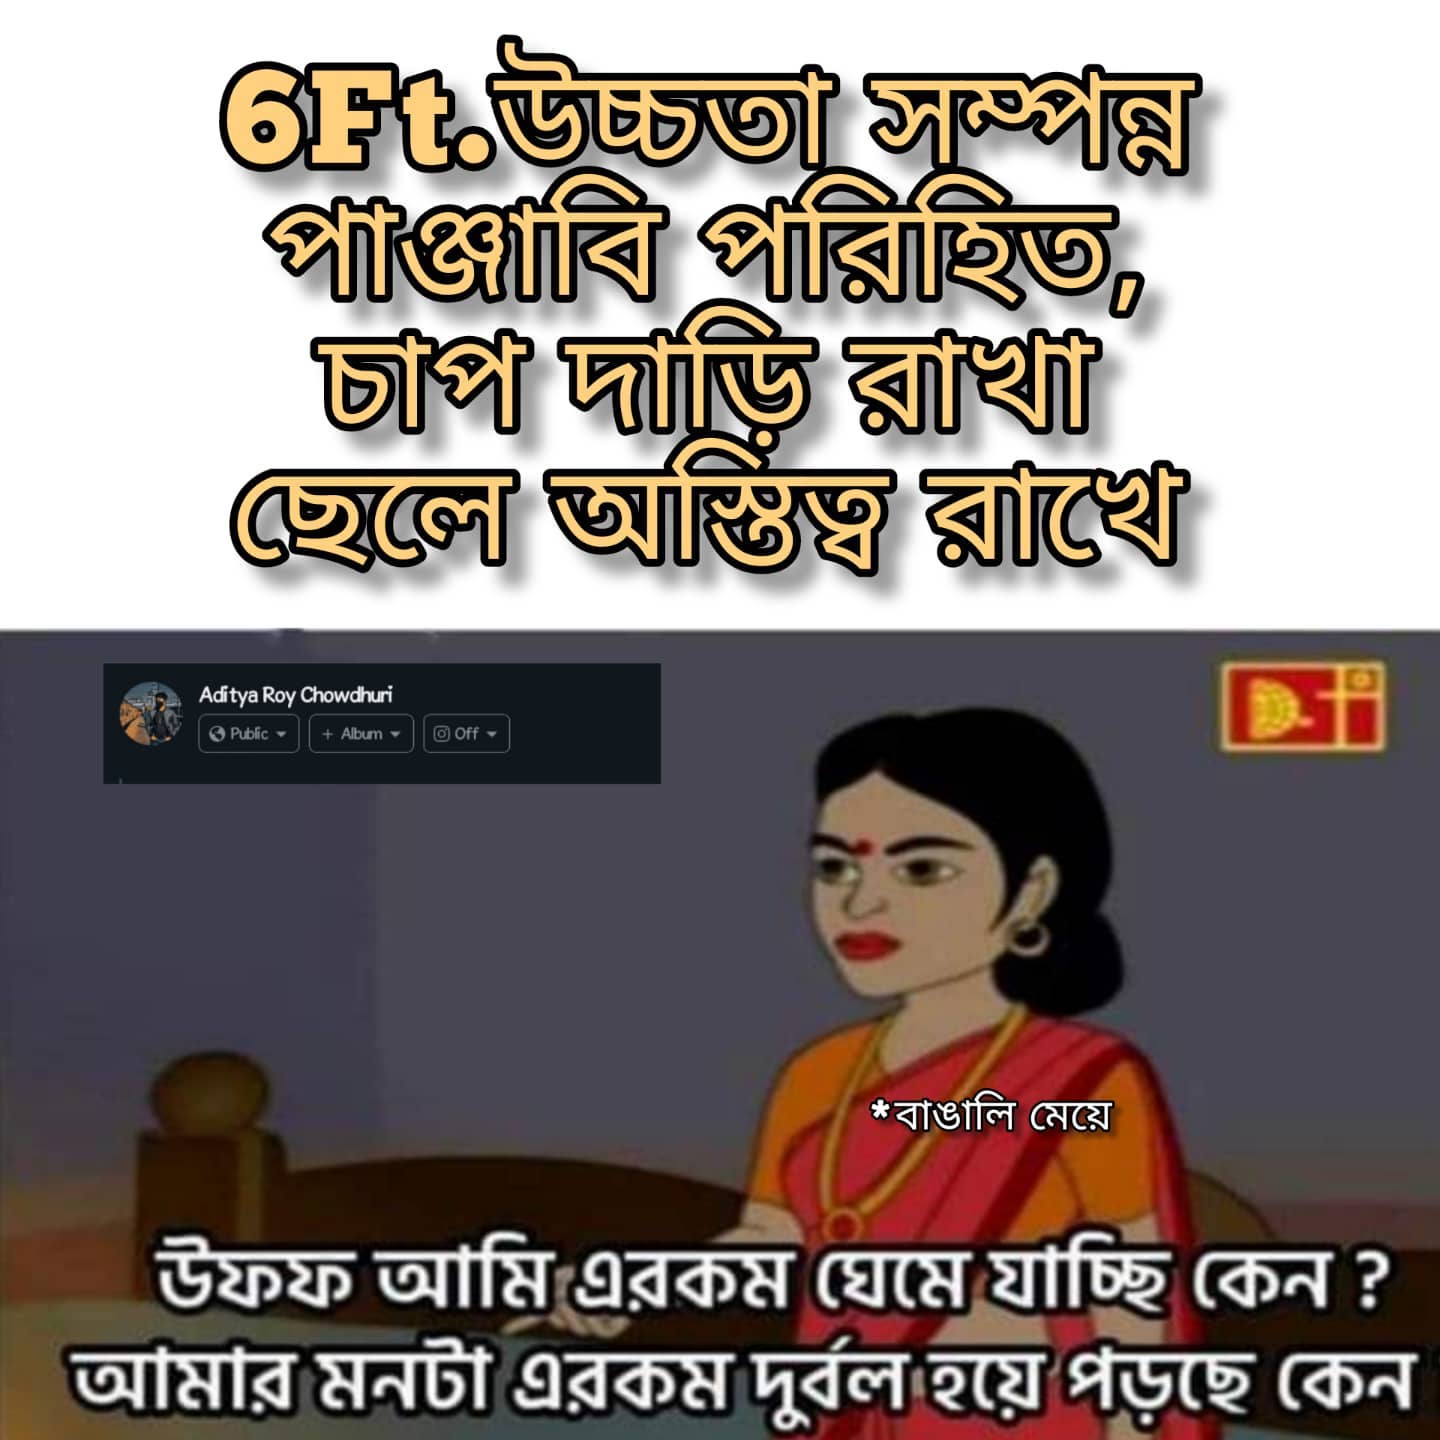 6Ft.উচ্চতা সম্পন্ন
পাঞ্জাবি পরিহিত,
চাপ দাড়ি রাখা
ছেলে অস্তিত্ব রাখে
Aditya Roy Chowdhuri
Public
+ Album
Off
*বাঙালি মেয়ে
উফফ আমি এরকম ঘেমে যাচ্ছি কেন ?
আমার মনটা এরকম দুর্বল হয়ে পড়ছে কেন